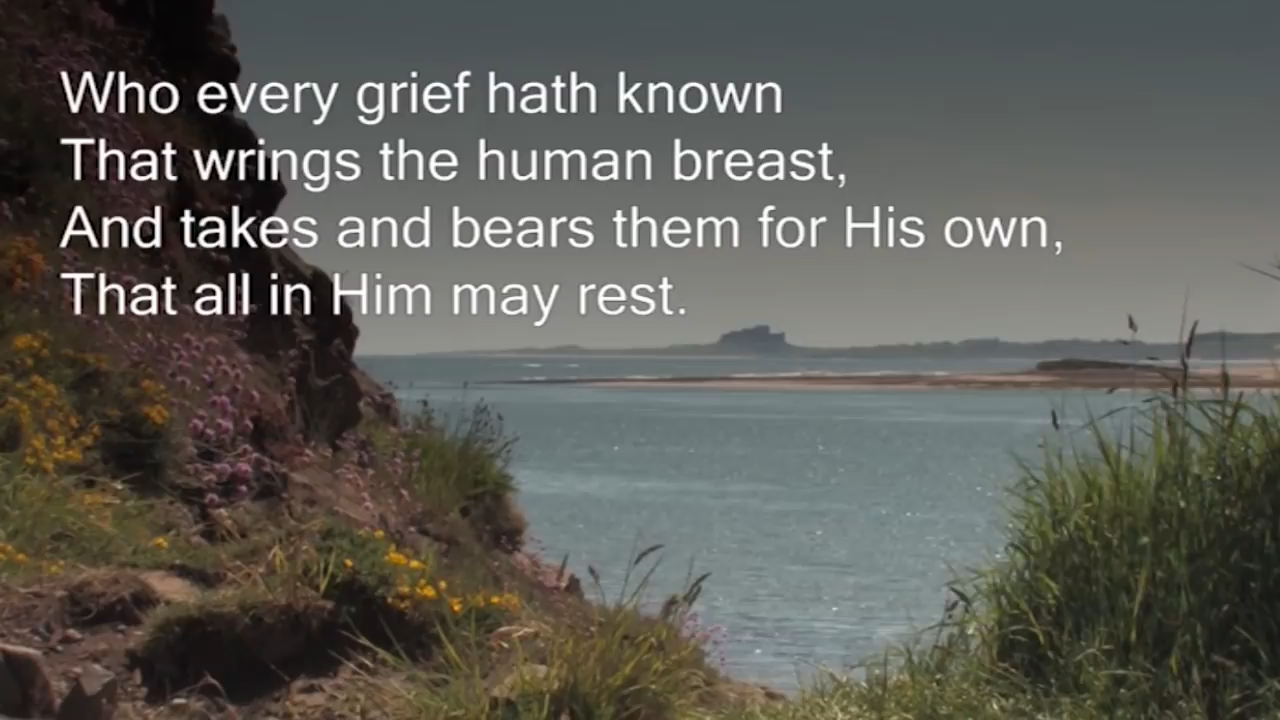 Who every grief hath known
That wrings the human breast,
And takes and bears them for His own,
That all in Him may rest.